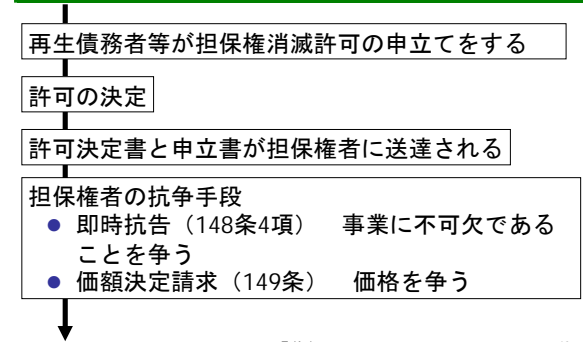 再生債務者等が担保権消滅許可の申立てをする
許可の決定
許可決定書と申立書が担保権者に送達される
担保権者の抗争手段
● 即時抗告（148条4項）　事業に不可欠である
ことを争う
● 価額決定請求（149条）　価格を争う